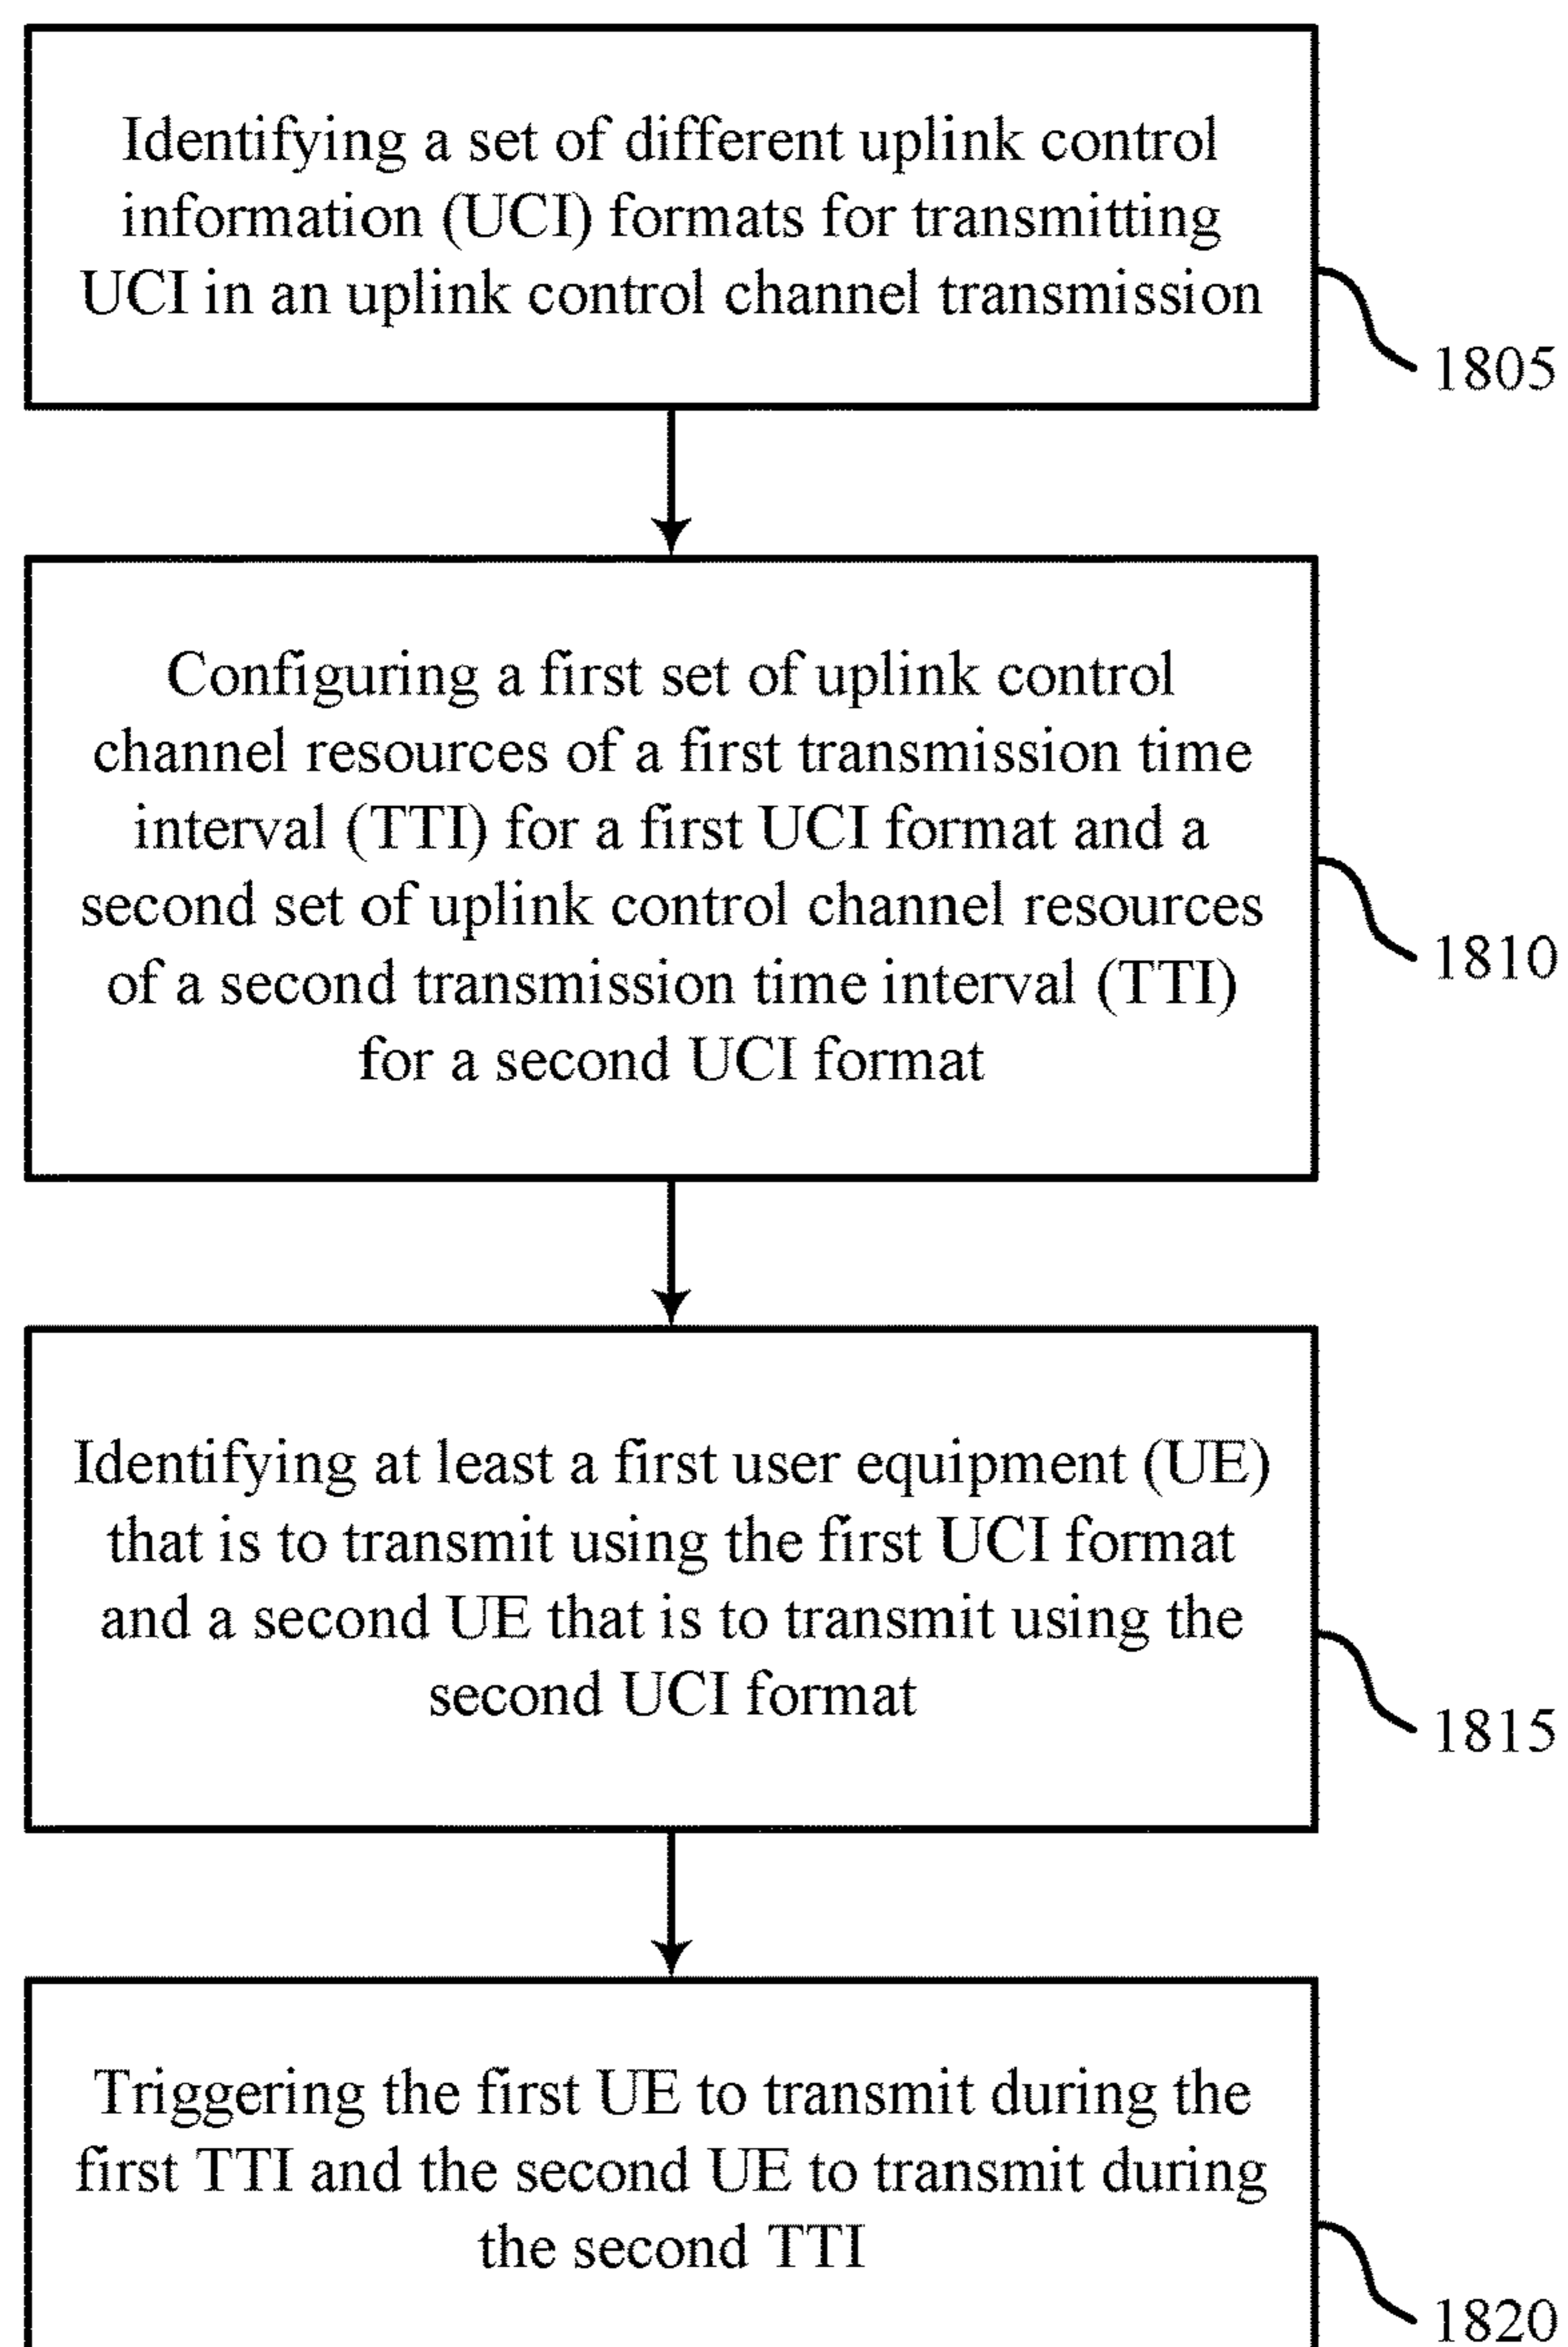 Identifying a set of different uplink control
information (UCI) formats for transmitting
UCI in an uplink control channel transmission
1805
Configuring a first set of uplink control
channel resources of a first transmission time
interval (TTI) for a first UCI format and a
second set of uplink control channel resources
of a second transmission time interval (TTI)
for a second UCI format
1810
Identifying at least a first user equipment (UE)
that is to transmit using the first UCI format
and a second UE that is to transmit using the
second UCI format
1815
Triggering the first UE to transmit during the
first TTI and the second UE to transmit during
the second TTI
1820